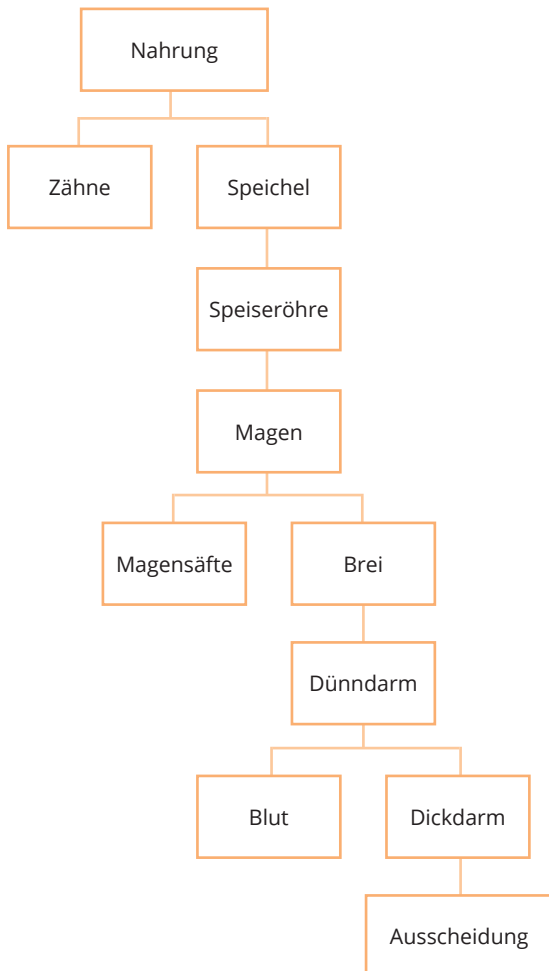 Nahrung
Zähne
Speichel
Speiseröhre
Magen
Magensäfte
Brei
Dünndarm
Blut
Dickdarm
Ausscheidung